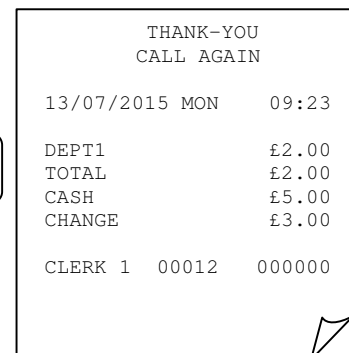 THANK-YOU
CALL AGAIN
13/07/2015 MON 09:23
DEPT1 £2.00
TOTAL £2.00
CASH £5.00
CHANGE £3.00
CLERK 1 00012 000000